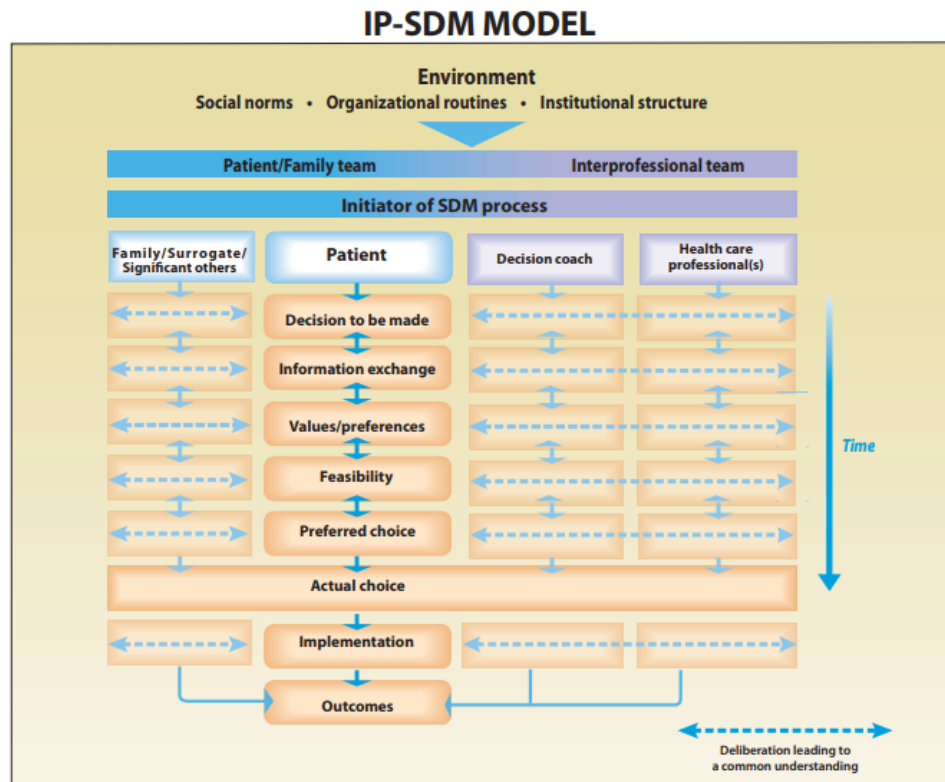 IP-SDM MODEL
Environment
Social norms • Organizational routines • Institutional structure
Patient/Family team
Interprofessional team
Initiator of SDM process
Family/Surrogate/
Significant others
Patient
Decision coach
Health care
professional(s)
Decision to be made
Information exchange
Values/preferences
Feasibility
Preferred choice
Time
Actual choice
Implementation
Outcomes
Deliberation leading to
a common understanding